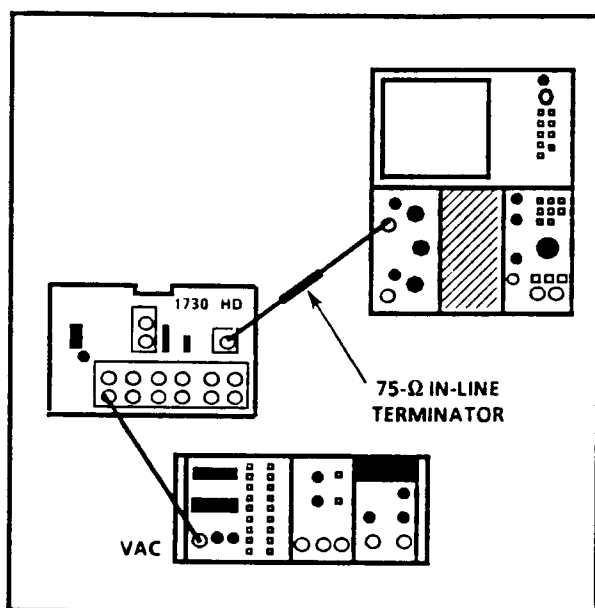 1730 HD
75-Ω IN-LINE
TERMINATOR
VAC